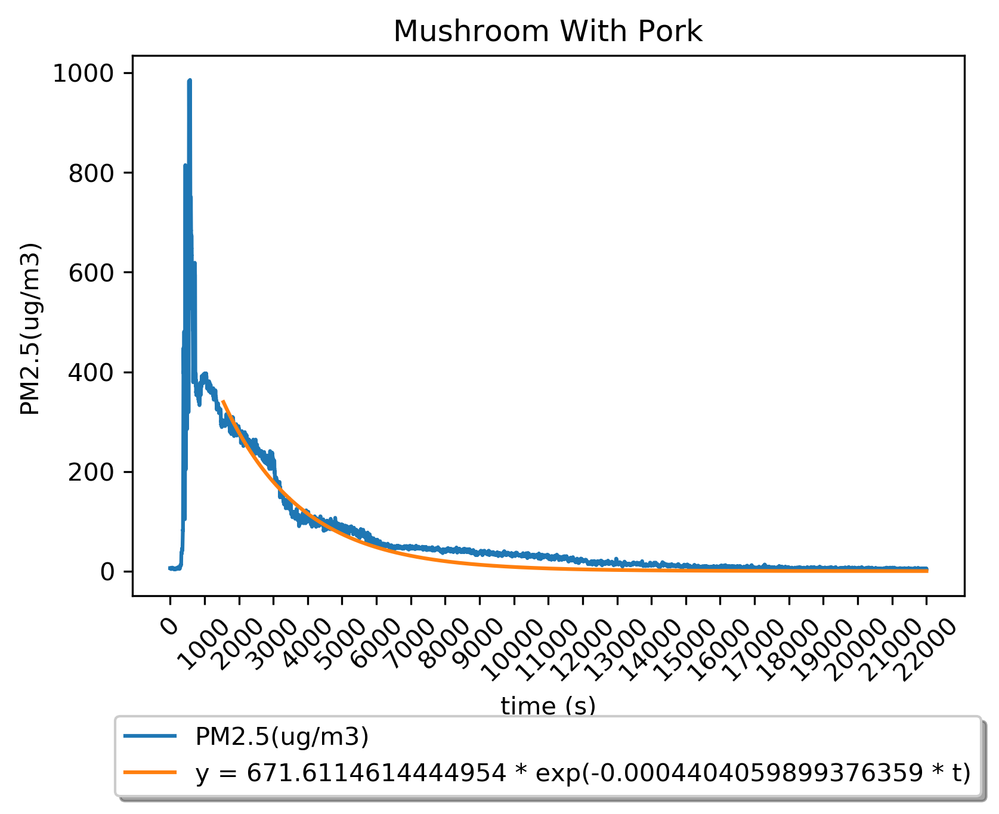 Mushroom With Pork
1000
800
600
400
200
0
PM2.5(ug/m3)
0 1000 2000 3000 4000 5000 6000 7000 8000 9000 10000 11000 12000 13000 14000 15000 16000 17000 18000 19000 20000 21000 22000
time (s)
PM2.5(ug/m3)
y = 671.6114614444954 * exp(-0.0004404059899376359 * t)